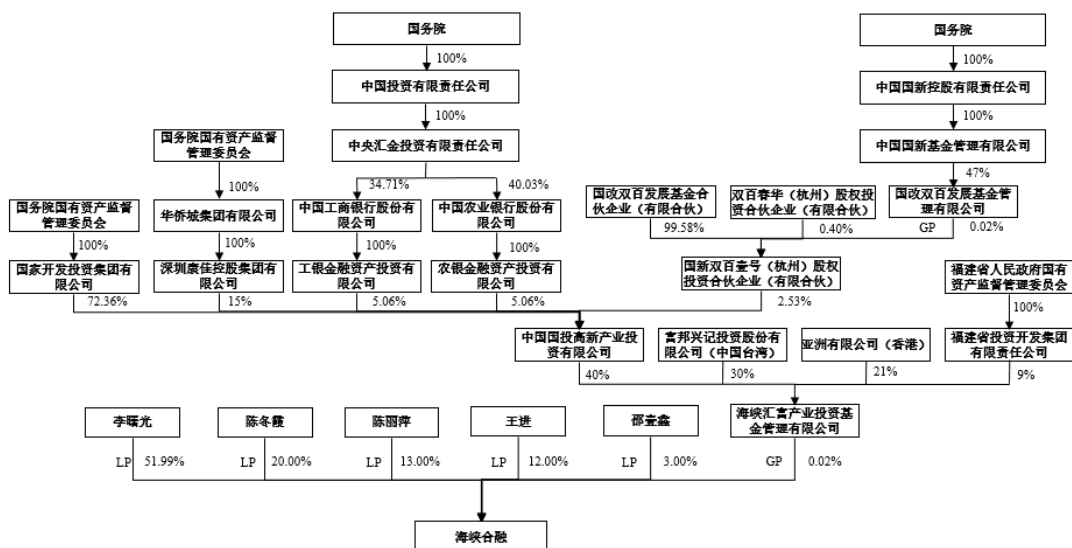 国务院
国务院
100%
100%
中国投资有限责任公司
中国国新控股有限责任公司
100%
100%
国务院国有资产监督
管理委员会
中央汇金投资有限责任公司
中国国新基金管理有限公司
100%
34.71%
40.03%
47%
国务院国有资产监督
管理委员会
华侨城集团有限公司
中国工商银行股份有
限公司
中国农业银行股份有
限公司
国改双百发展基金合
伙企业（有限合伙）
双百春华（杭州）股权投
资合伙企业（有限合伙）
国改双百发展基金管
理有限公司
100%
100%
100%
100%
99.58%
0.40%
GP
0.02%
国家开发投资集团有
限公司
深圳康佳控股集团有
限公司
工银金融资产投资有
限公司
农银金融资产投资有
限公司
国新双百壹号（杭州）股权
投资合伙企业（有限合伙）
福建省人民政府国有
资产监督管理委员会
72.36%
15%
5.06%
5.06%
2.53%
100%
中国国投高新产业投
资有限公司
富邦兴记投资股份有
限公司（中国台湾）
亚洲有限公司（香港）
福建省投资开发集团
有限责任公司
40%
30%
21%
9%
李曙光
陈冬霞
陈丽萍
王进
邵壹鑫
海峡汇富产业投资基
金管理有限公司
LP
51.99%
LP
20.00%
LP
13.00%
LP
12.00%
LP
3.00%
GP
0.02%
海峡合融